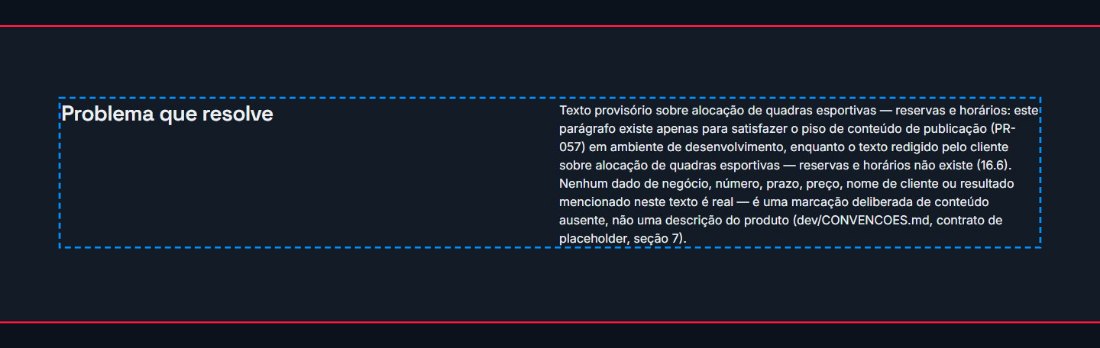 Problema que resolve
Texto provisório sobre alocação de quadras esportivas — reservas e horários: este
parágrafo existe apenas para satisfazer o piso de conteúdo de publicação (PR-
057) em ambiente de desenvolvimento, enquanto o texto redigido pelo cliente
sobre alocação de quadras esportivas — reservas e horários não existe (16.6).
Nenhum dado de negócio, número, prazo, preço, nome de cliente ou resultado
mencionado neste texto é real — é uma marcação deliberada de conteúdo
ausente, não uma descrição do produto (dev/CONVENCOES.md, contrato de
placeholder, seção 7).